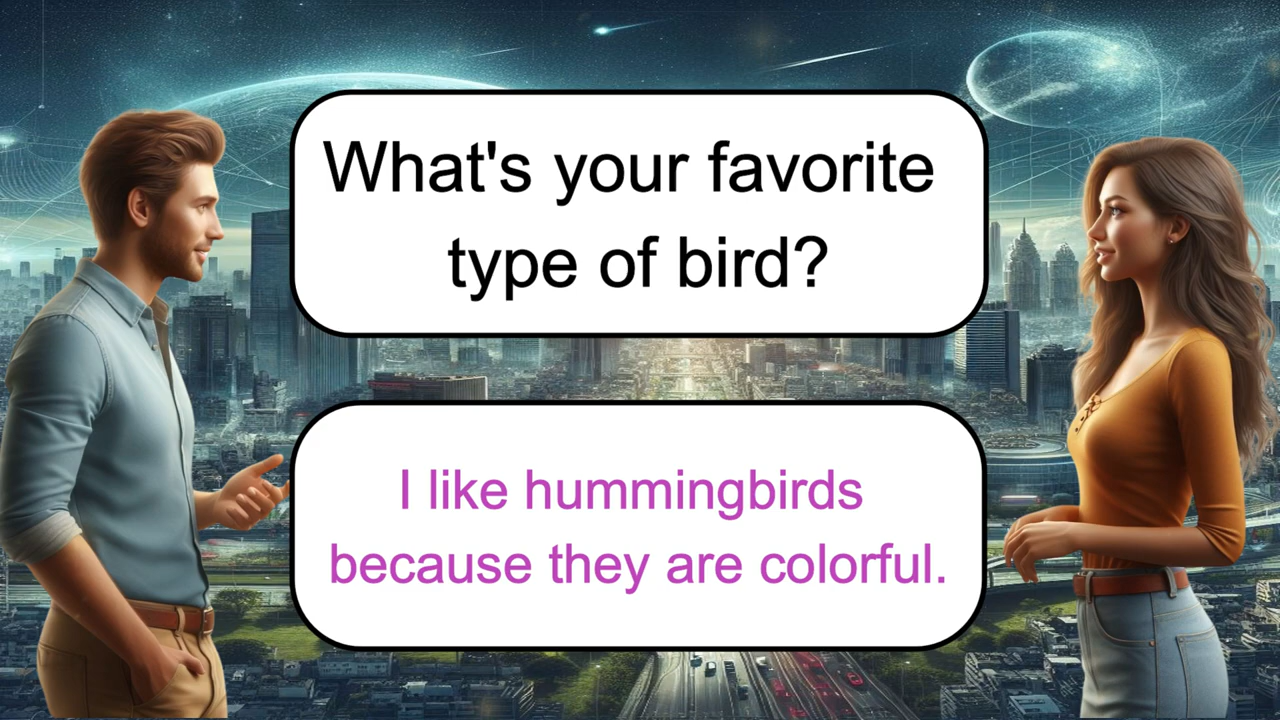 What's your favorite
type of bird?
I like hummingbirds
because they are colorful.